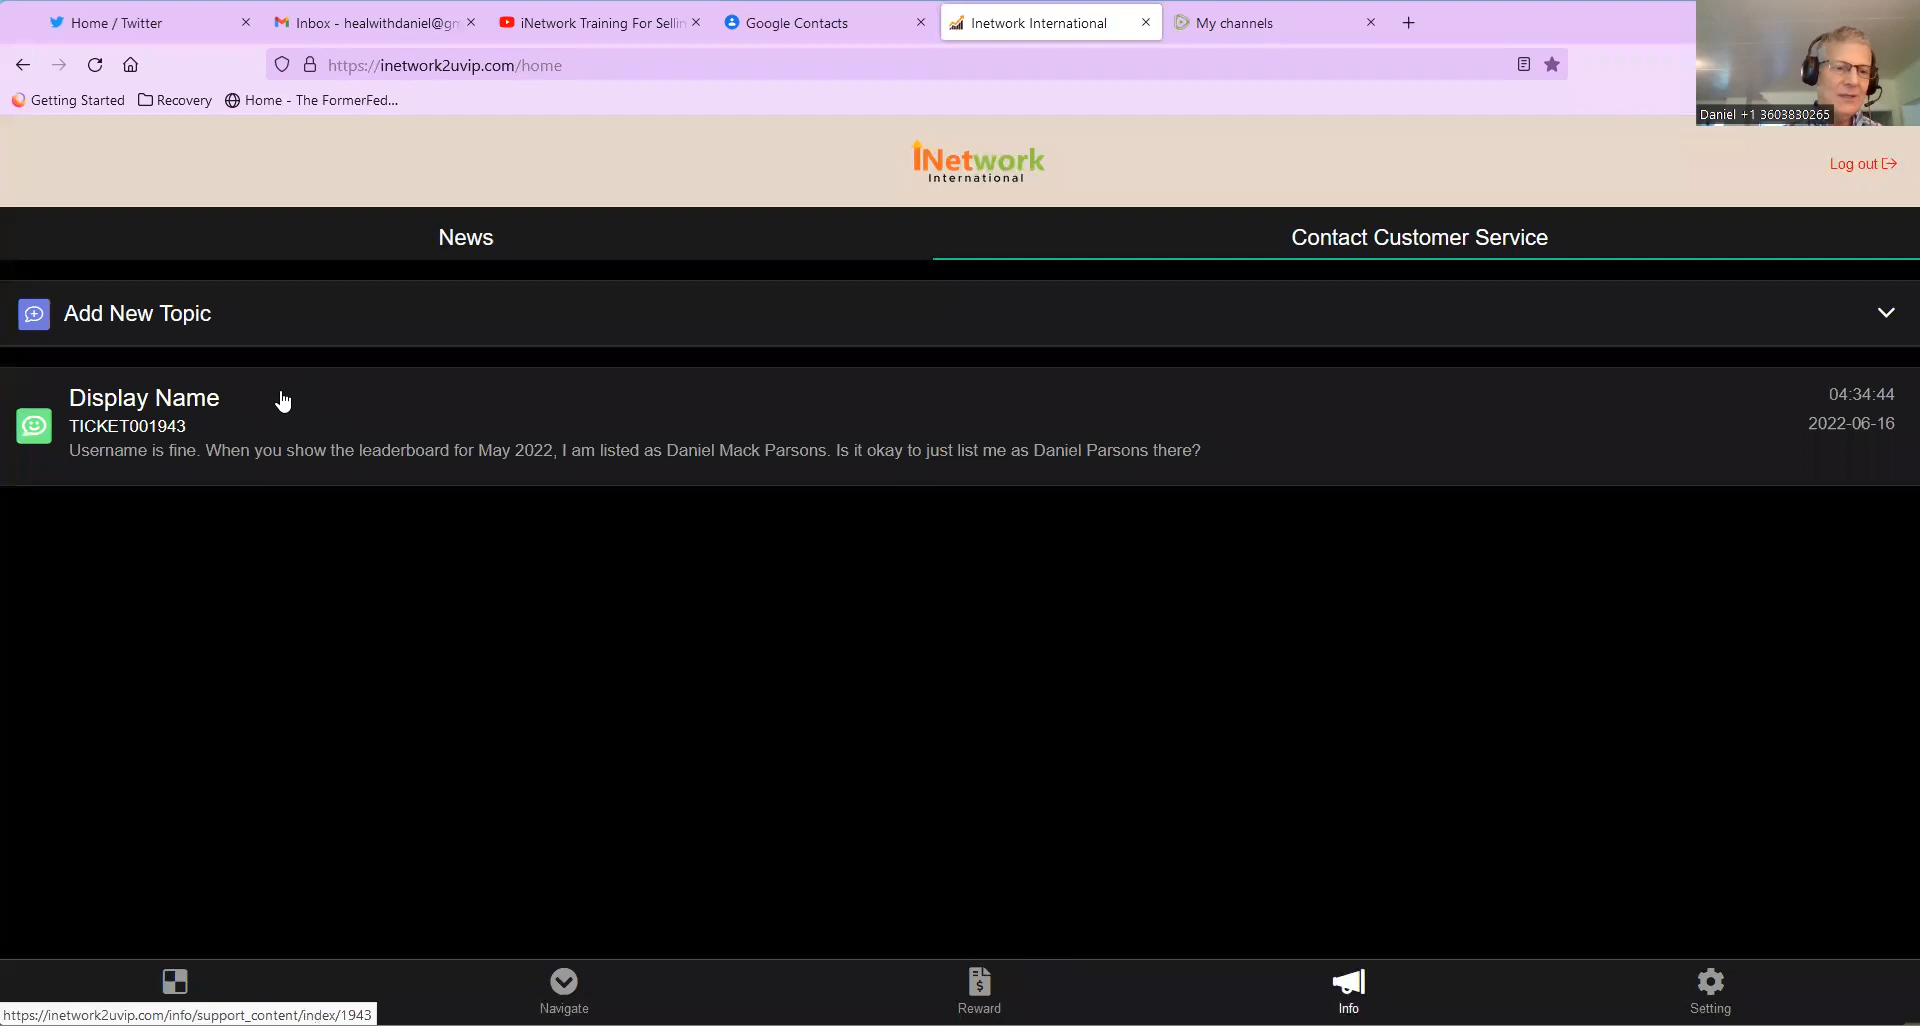 Home / Twitter
Inbox - healwithdaniel@gm
iNetwork Training For Sellin
Google Contacts
Inetwork International
My channels
https://inetwork2uvip.com/home
Getting Started
Recovery
Home - The FormerFed...
Daniel +1 3603830265
iNetwork
International
Log out
News
Contact Customer Service
Add New Topic
Display Name
04:34:44
TICKET001943
2022-06-16
Username is fine. When you show the leaderboard for May 2022, I am listed as Daniel Mack Parsons. Is it okay to just list me as Daniel Parsons there?
Navigate
Reward
Info
Setting
https://inetwork2uvip.com/info/support_content/index/1943